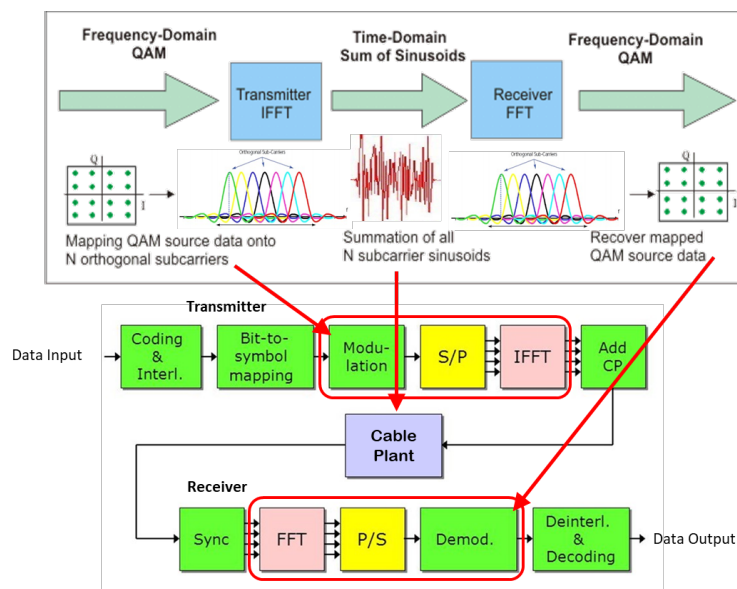 Frequency-Domain
QAM
Time-Domain
Sum of Sinusoids
Frequency-Domain
QAM
Transmitter
IFFT
Receiver
FFT
Q
I
Orthogonal Sub-Carriers
f
Orthogonal Sub-Carriers
Q
I
Mapping QAM source data onto
N orthogonal subcarriers
Summation of all
N subcarrier sinusoids
Recover mapped
QAM source data
Transmitter
Data Input
Coding
&
Interl.
Bit-to-
symbol
mapping
Modu-
lation
S/P
IFFT
Add
CP
Cable
Plant
Receiver
Sync
FFT
P/S
Demod.
Deinterl.
&
Decoding
Data Output